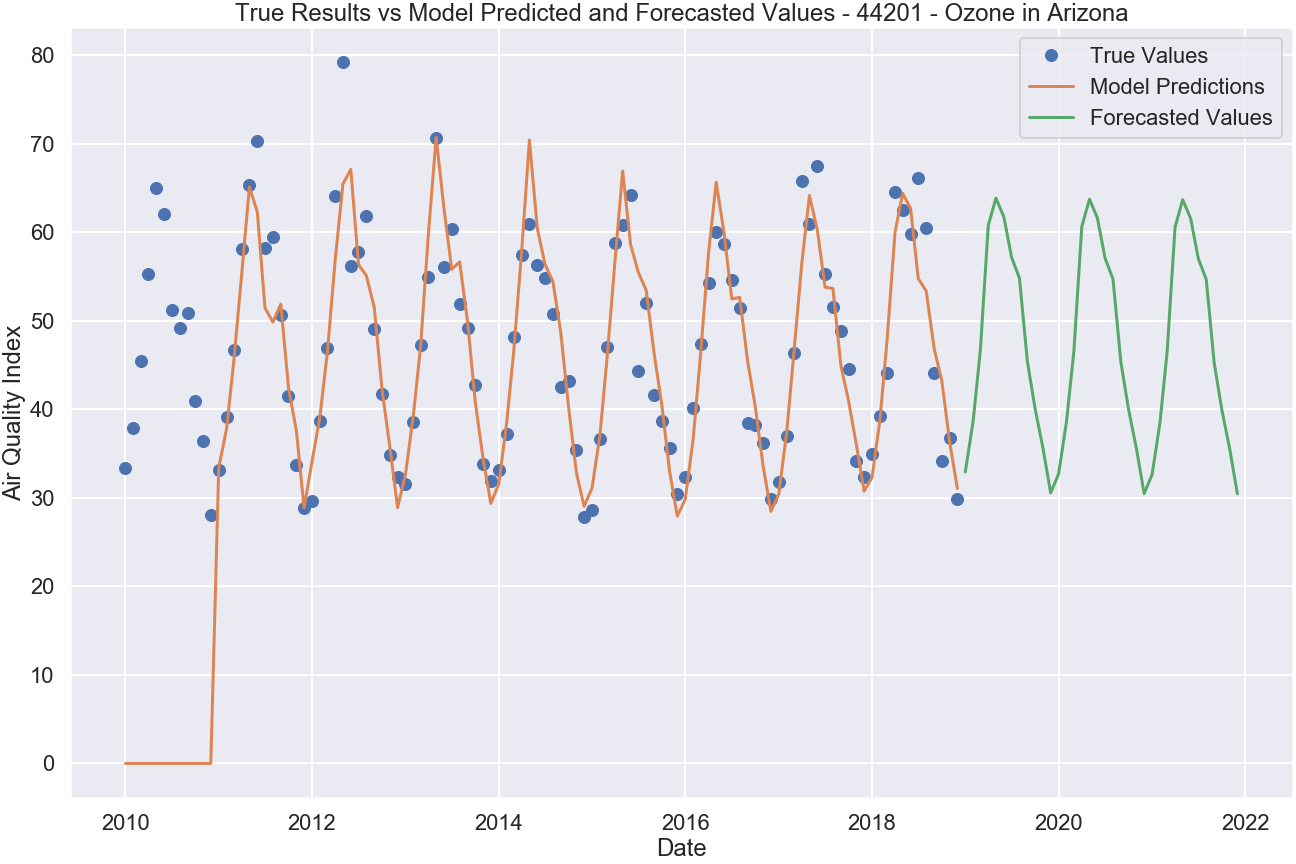 True Results vs Model Predicted and Forecasted Values - 44201 - Ozone in Arizona
True Values
Model Predictions
Forecasted Values
Air Quality Index
80
70
60
50
40
30
20
10
0
2010 2012 2014 2016 2018 2020 2022
Date